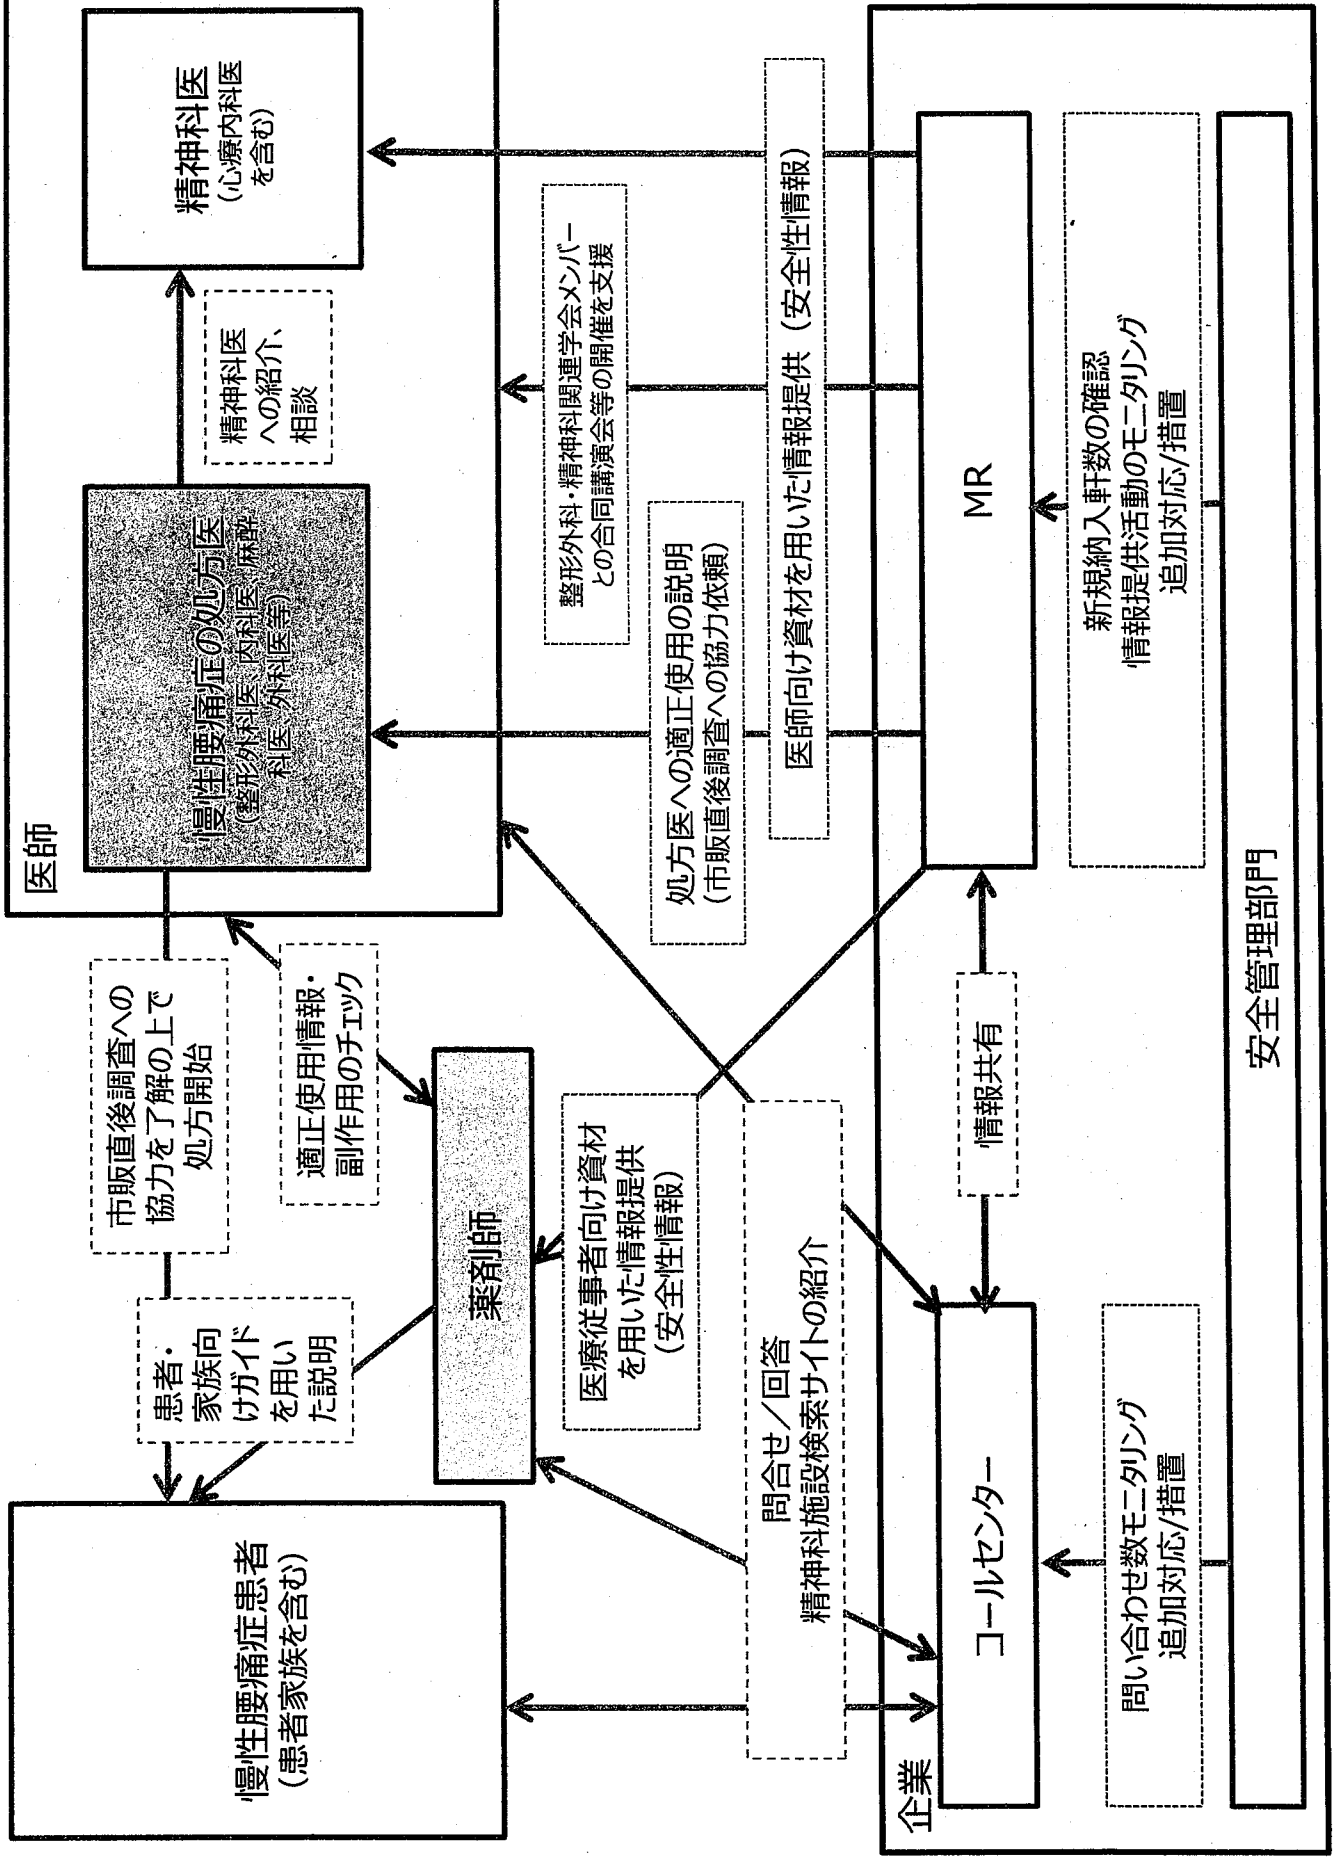 慢性腰痛症患者
（患者家族を含む）
市販直後調査への
協力を了解の上で
処方開始
患者・
家族向
けガイド
を用い
た説明
医師
慢性腰痛症の処方医
（整形外科医、内科医、麻酔
科医、外科医等）
精神科医
への紹介、
相談
精神科医
（心療内科医
を含む）
適正使用情報・
副作用のチェック
薬剤師
医療従事者向け資材
を用いた情報提供
（安全性情報）
整形外科・精神科関連学会メンバー
との合同講演会等の開催を支援
処方医への適正使用の説明
（市販直後調査への協力依頼）
医師向け資材を用いた情報提供（安全性情報）
問合せ／回答
精神科施設検索サイトの紹介
企業
コールセンター
情報共有
MR
問い合わせ数モニタリング
追加対応/措置
新規納入軒数の確認
情報提供活動のモニタリング
追加対応/措置
安全管理部門